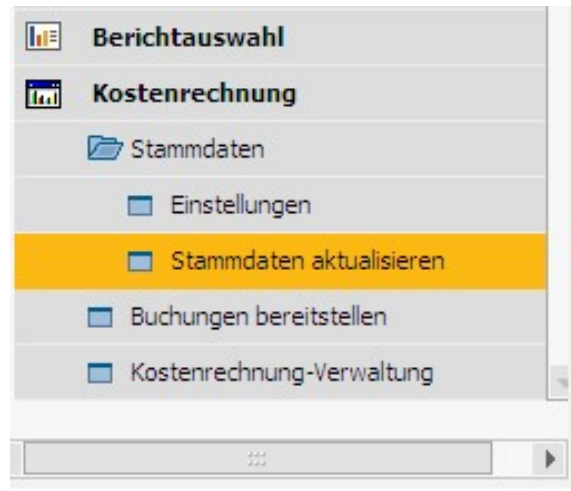 Berichtauswahl
Kostenrechnung
Stammdaten
Einstellungen
Stammdaten aktualisieren
Buchungen bereitstellen
Kostenrechnung-Verwaltung